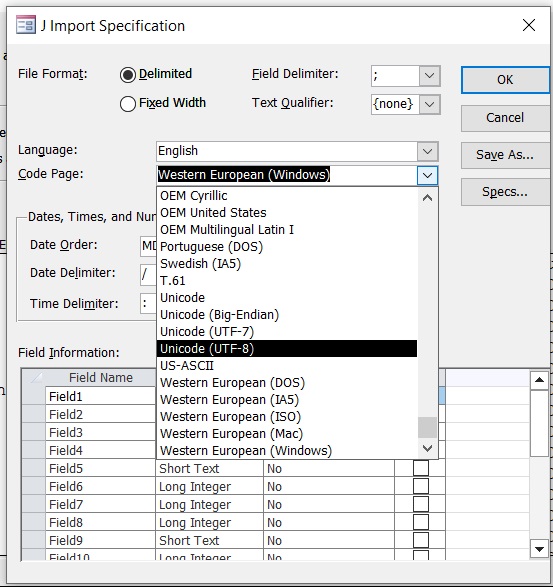 J Import Specification
File Format:
Delimited
Field Delimiter:
;
OK
Fixed Width
Text Qualifier:
{none}
Cancel
Language:
English
Save As...
Code Page:
Western European (Windows)
Specs...
OEM Cyrillic
OEM United States
OEM Multilingual Latin I
Portuguese (DOS)
Swedish (IA5)
T.61
Unicode
Unicode (Big-Endian)
Unicode (UTF-7)
Unicode (UTF-8)
US-ASCII
Western European (DOS)
Western European (IA5)
Western European (ISO)
Western European (Mac)
Western European (Windows)
Dates, Times, and Nu
Date Order:
MD
Date Delimiter:
/
Time Delimiter:
:
Field Information:
Field Name
Field1
Field2
Field3
Field4
Field5 Short Text No
Field6 Long Integer No
Field7 Long Integer No
Field8 Long Integer No
Field9 Short Text No
Field10 Long Integer No